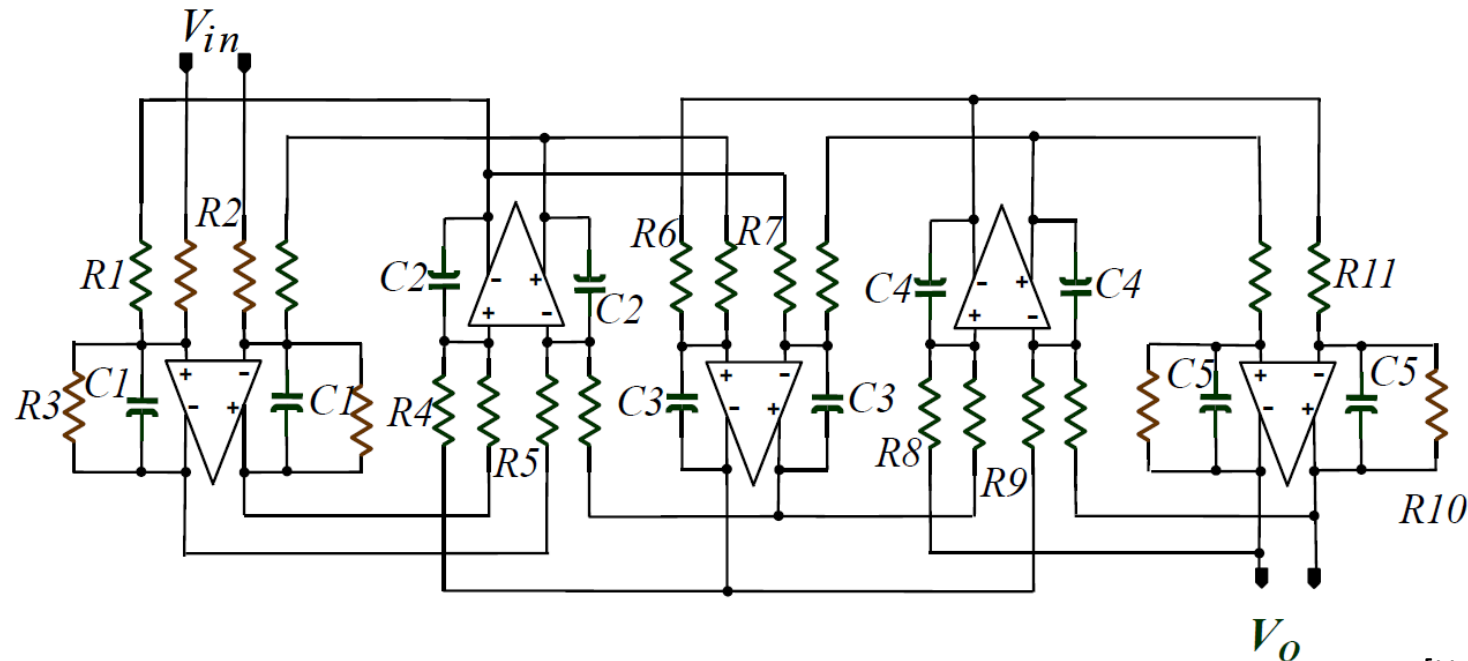 Vin
R2
R1
R6
R7
C2
C2
C4
C4
R11
+
-
-
+
-
+
+
-
+
-
-
+
-
+
+
-
+
-
-
+
R3
C1
C1
R4
R5
C3
C3
R8
R9
C5
C5
R10
Vo